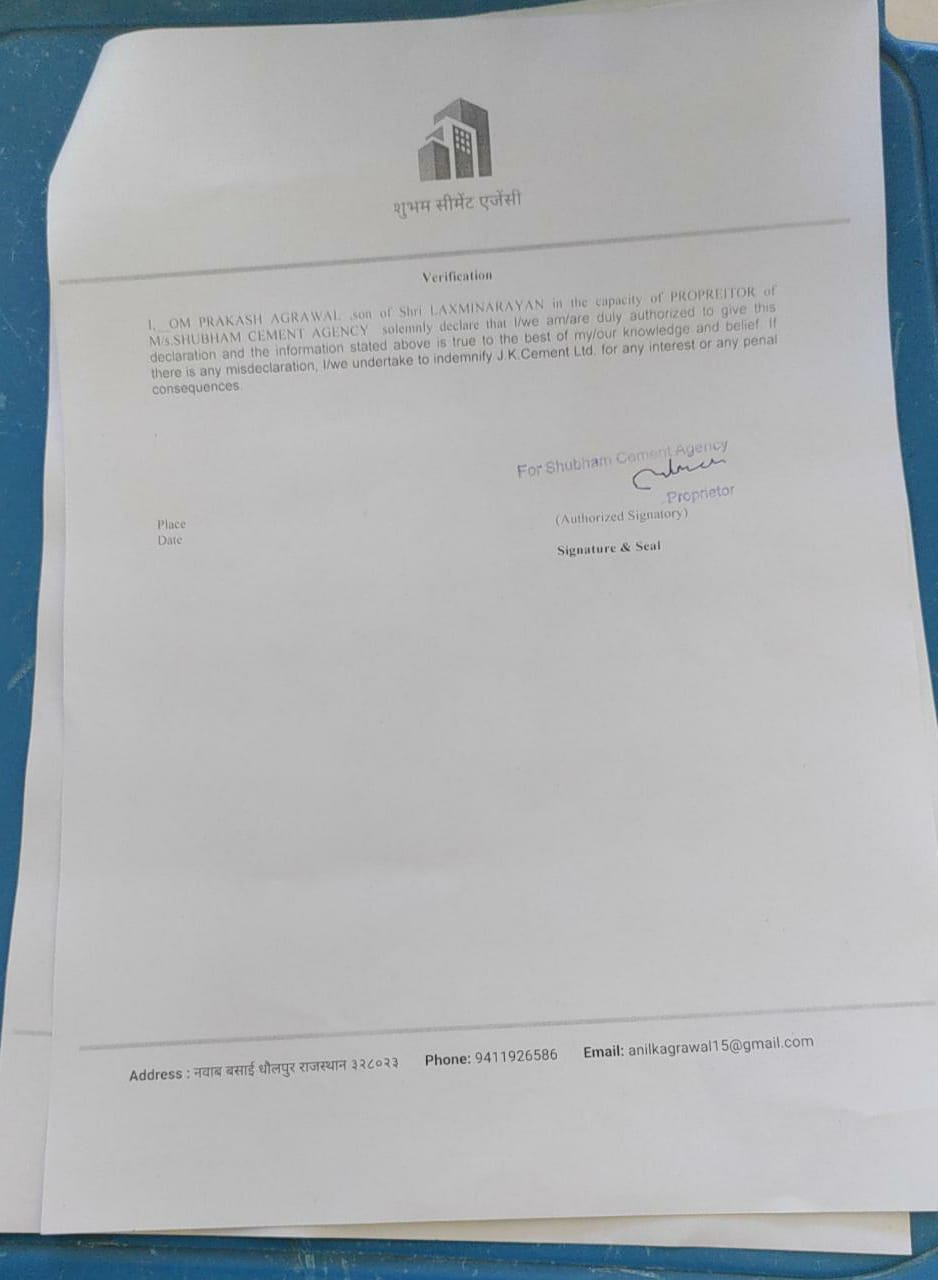 शुभम सीमेंट एजेंसी
Verification
I, OM PRAKASH AGRAWAL ,son of Shri LAXMINARAYAN in the capacity of PROPREITOR of
M/s.SHUBHAM CEMENT AGENCY solemnly declare that I/we am/are duly authorized to give this
declaration and the information stated above is true to the best of my/our knowledge and belief. If
there is any misdeclaration, I/we undertake to indemnify J.K.Cement Ltd. for any interest or any penal
consequences.
For Shubham Cement Agency
Proprietor
(Authorized Signatory)
Place
Date
Signature & Seal
Address : नवाब बसाई धौलपुर राजस्थान ३२८०२३ Phone: 9411926586 Email: anilkagrawal15@gmail.com